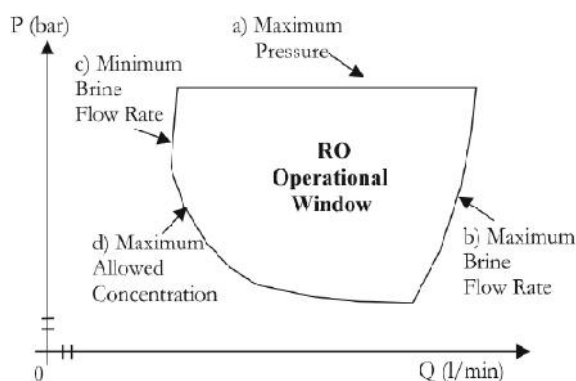 P (bar)
a) Maximum
Pressure
c) Minimum
Brine
Flow Rate
RO
Operational
Window
d) Maximum
Allowed
Concentration
b) Maximum
Brine
Flow Rate
0
Q (l/min)